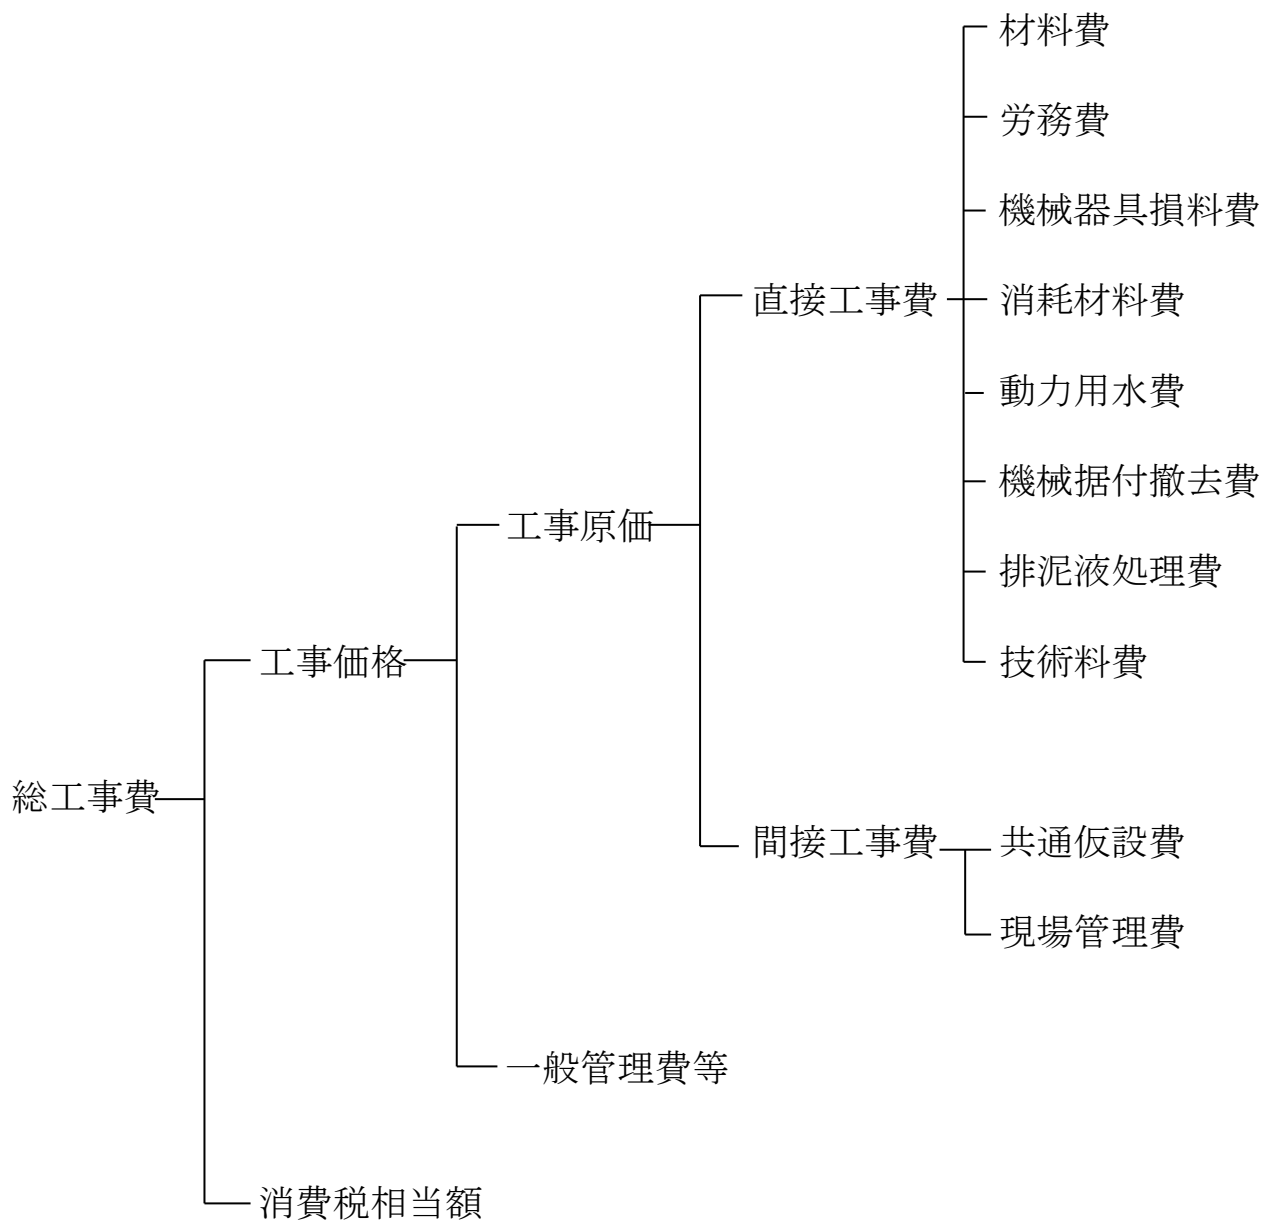 材料費
労務費
機械器具損料費
直接工事費
消耗材料費
動力用水費
機械据付撤去費
工事原価
排泥液処理費
工事価格
技術料費
総工事費
間接工事費
共通仮設費
現場管理費
一般管理費等
消費税相当額